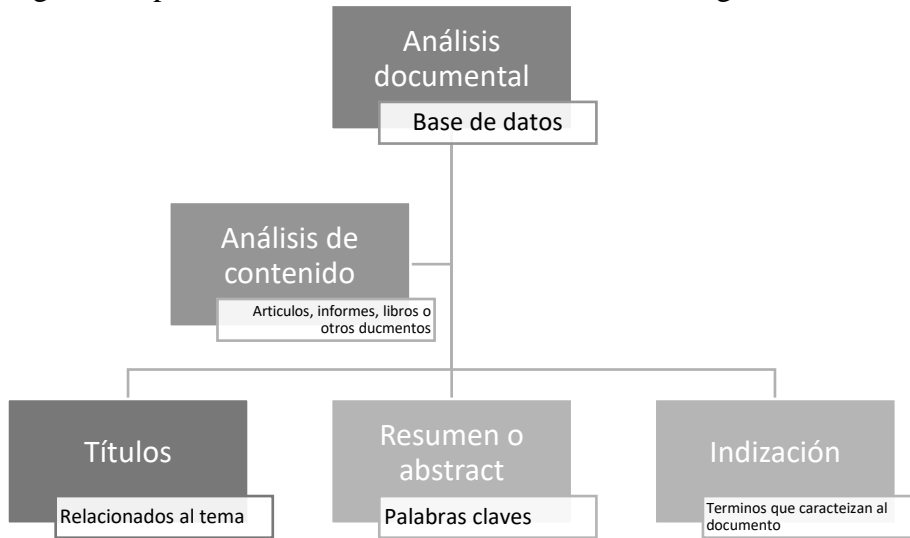 Análisis
documental
Base de datos
Análisis de
contenido
Articulos, informes, libros o
otros ducmentos
Títulos
Relacionados al tema
Resumen o
abstract
Palabras claves
Indización
Terminos que caracteizan al
documento